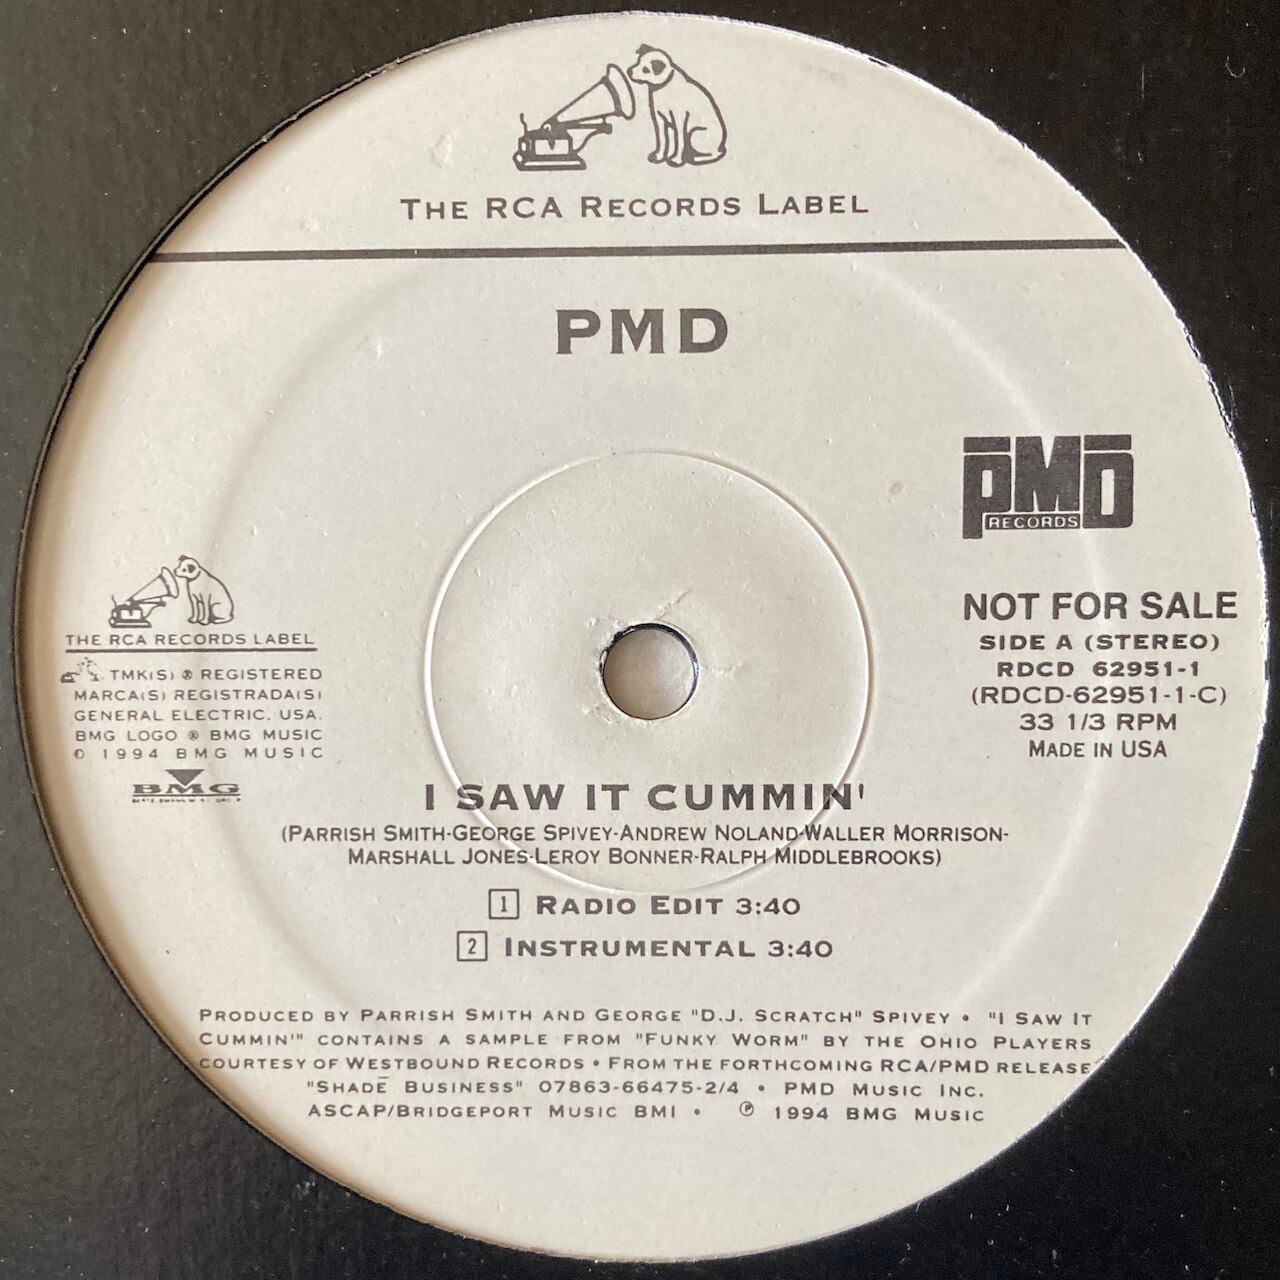 THE RCA RECORDS LABEL
PMD
PMD
RECORDS
NOT FOR SALE
SIDE A (STEREO)
RDCD 62951-1
(RDCD-62951-1-C)
33 1/3 RPM
MADE IN USA
THE RCA RECORDS LABEL
TMK(S) ® REGISTERED
MARCA(S) REGISTRADA(S)
GENERAL ELECTRIC, USA.
BMG LOGO ® BMG MUSIC
© 1994 BMG MUSIC
BMG
I SAW IT CUMMIN'
(PARRISH SMITH-GEORGE SPIVEY-ANDREW NOLAND-WALLER MORRISON-
MARSHALL JONES-LEROY BONNER-RALPH MIDDLEBROOKS)
1 RADIO EDIT 3:40
2 INSTRUMENTAL 3:40
PRODUCED BY PARRISH SMITH AND GEORGE "D.J. SCRATCH" SPIVEY • "I SAW IT
CUMMIN'" CONTAINS A SAMPLE FROM "FUNKY WORM" BY THE OHIO PLAYERS
COURTESY OF WESTBOUND RECORDS • FROM THE FORTHCOMING RCA/PMD RELEASE
"SHADĒ BUSINESS" 07863-66475-2/4 • PMD MUSIC INC.
ASCAP/BRIDGEPORT MUSIC BMI • ℗ 1994 BMG MUSIC